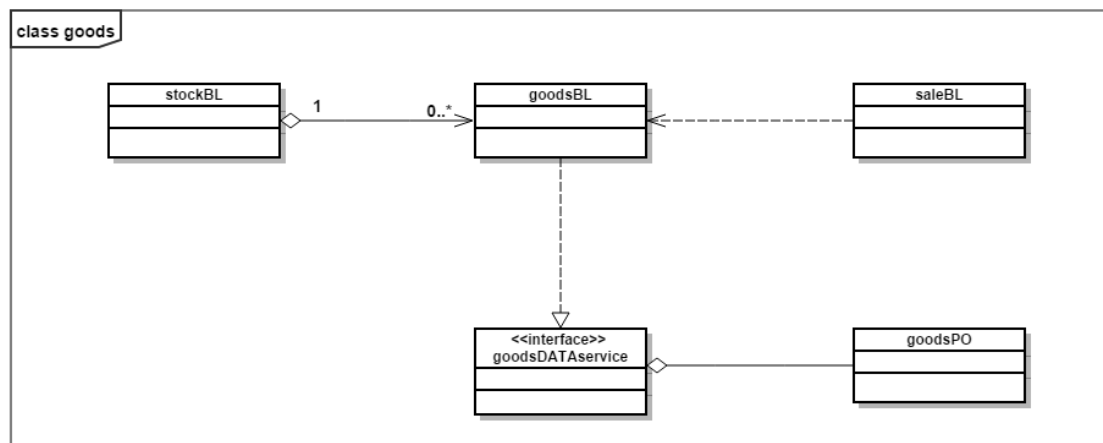 class goods
stockBL
goodsBL
saleBL
1
0..*
<<interface>>
goodsDATAservice
goodsPO